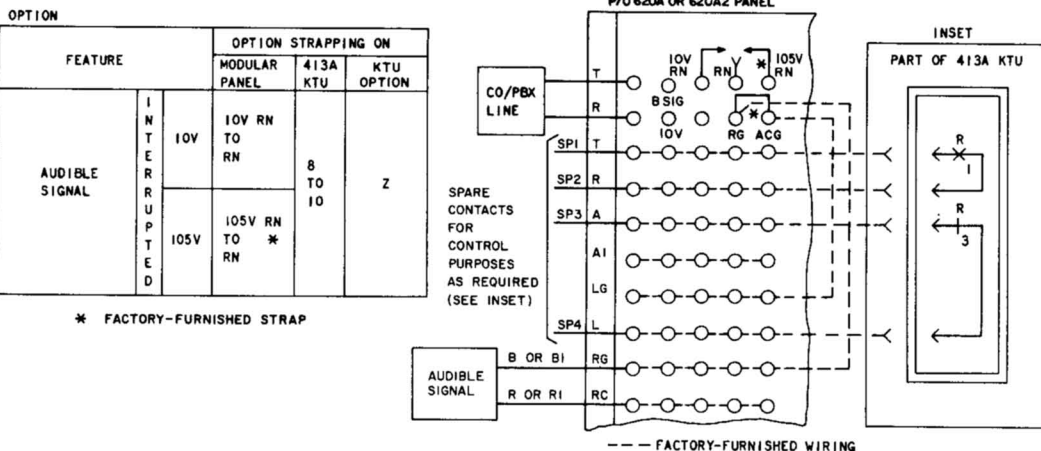 OPTION
FEATURE
OPTION STRAPPING ON
MODULAR PANEL
413A KTU
KTU OPTION
AUDIBLE SIGNAL
INTERRUPTED
10V
10V RN TO RN
105V
105V RN TO * RN
8 TO 10
Z
* FACTORY-FURNISHED STRAP
P/O 620A OR 620A2 PANEL
CO/PBX LINE
T
R
10V RN
RN
Y
* 105V RN
B SIG
10V
*
RG ACG
SP1 T
SP2 R
SP3 A
A1
LG
SP4 L
SPARE
CONTACTS
FOR
CONTROL
PURPOSES
AS REQUIRED
(SEE INSET)
AUDIBLE SIGNAL
B OR B1 RG
R OR R1 RC
--- FACTORY-FURNISHED WIRING
INSET
PART OF 413A KTU
R
1
R
3